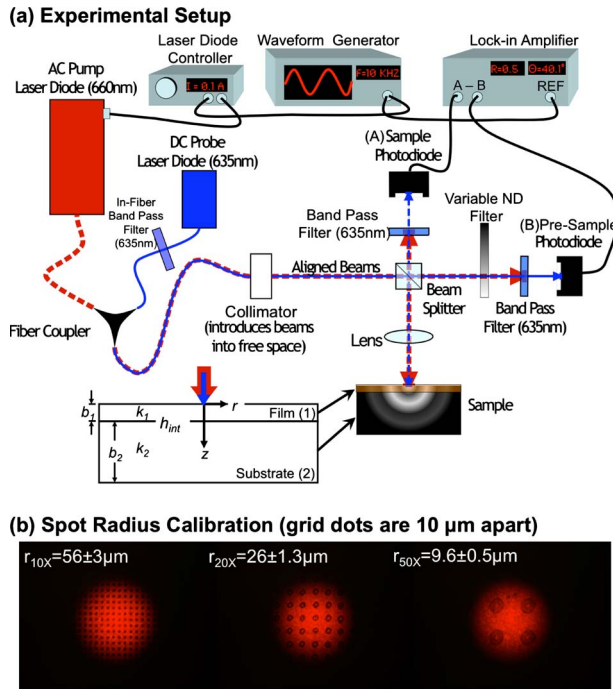 (a) Experimental Setup
Laser Diode
Controller
Waveform Generator
Lock-in Amplifier
AC Pump
Laser Diode (660nm)
I = 0.1 A
F=10 KHZ
R=0.5
Θ=40.1°
A – B
REF
DC Probe
Laser Diode (635nm)
(A) Sample
Photodiode
In-Fiber
Band Pass
Filter
(635nm)
Band Pass
Filter (635nm)
Variable ND
Filter
(B) Pre-Sample
Photodiode
Aligned Beams
Beam
Splitter
Fiber Coupler
Collimator
(introduces beams
into free space)
Band Pass
Filter (635nm)
Lens
b1
k1
r
Film (1)
hint
b2
k2
z
Substrate (2)
Sample
(b) Spot Radius Calibration (grid dots are 10 µm apart)
r10X=56±3µm
r20X=26±1.3µm
r50X=9.6±0.5µm